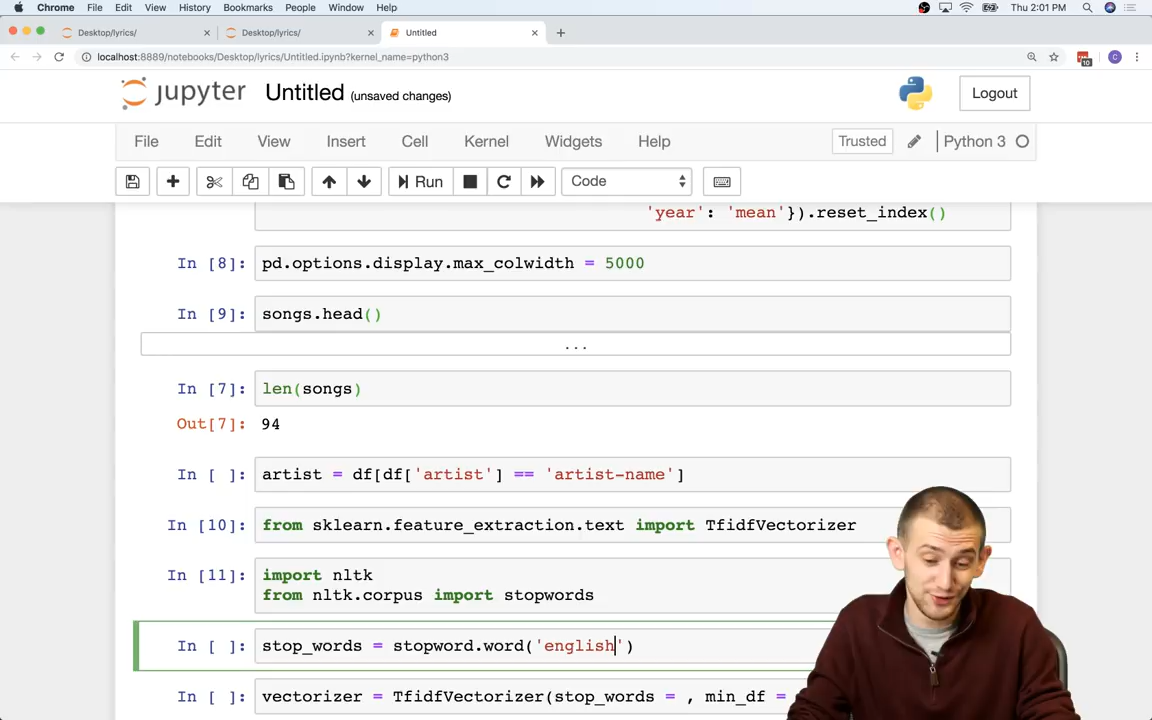 Chrome File Edit View History Bookmarks People Window Help Thu 2:01 PM
Desktop/lyrics/ Desktop/lyrics/ Untitled
localhost:8889/notebooks/Desktop/lyrics/Untitled.ipynb?kernel_name=python3 10 C
jupyter Untitled (unsaved changes) Logout
File Edit View Insert Cell Kernel Widgets Help Trusted Python 3
Run Code
'year': 'mean'}).reset_index()
In [8]: pd.options.display.max_colwidth = 5000
In [9]: songs.head()
...
In [7]: len(songs)
Out[7]: 94
In [ ]: artist = df[df['artist'] == 'artist-name']
In [10]: from sklearn.feature_extraction.text import TfidfVectorizer
In [11]: import nltk
from nltk.corpus import stopwords
In [ ]: stop_words = stopword.word('english')
In [ ]: vectorizer = TfidfVectorizer(stop_words = , min_df =